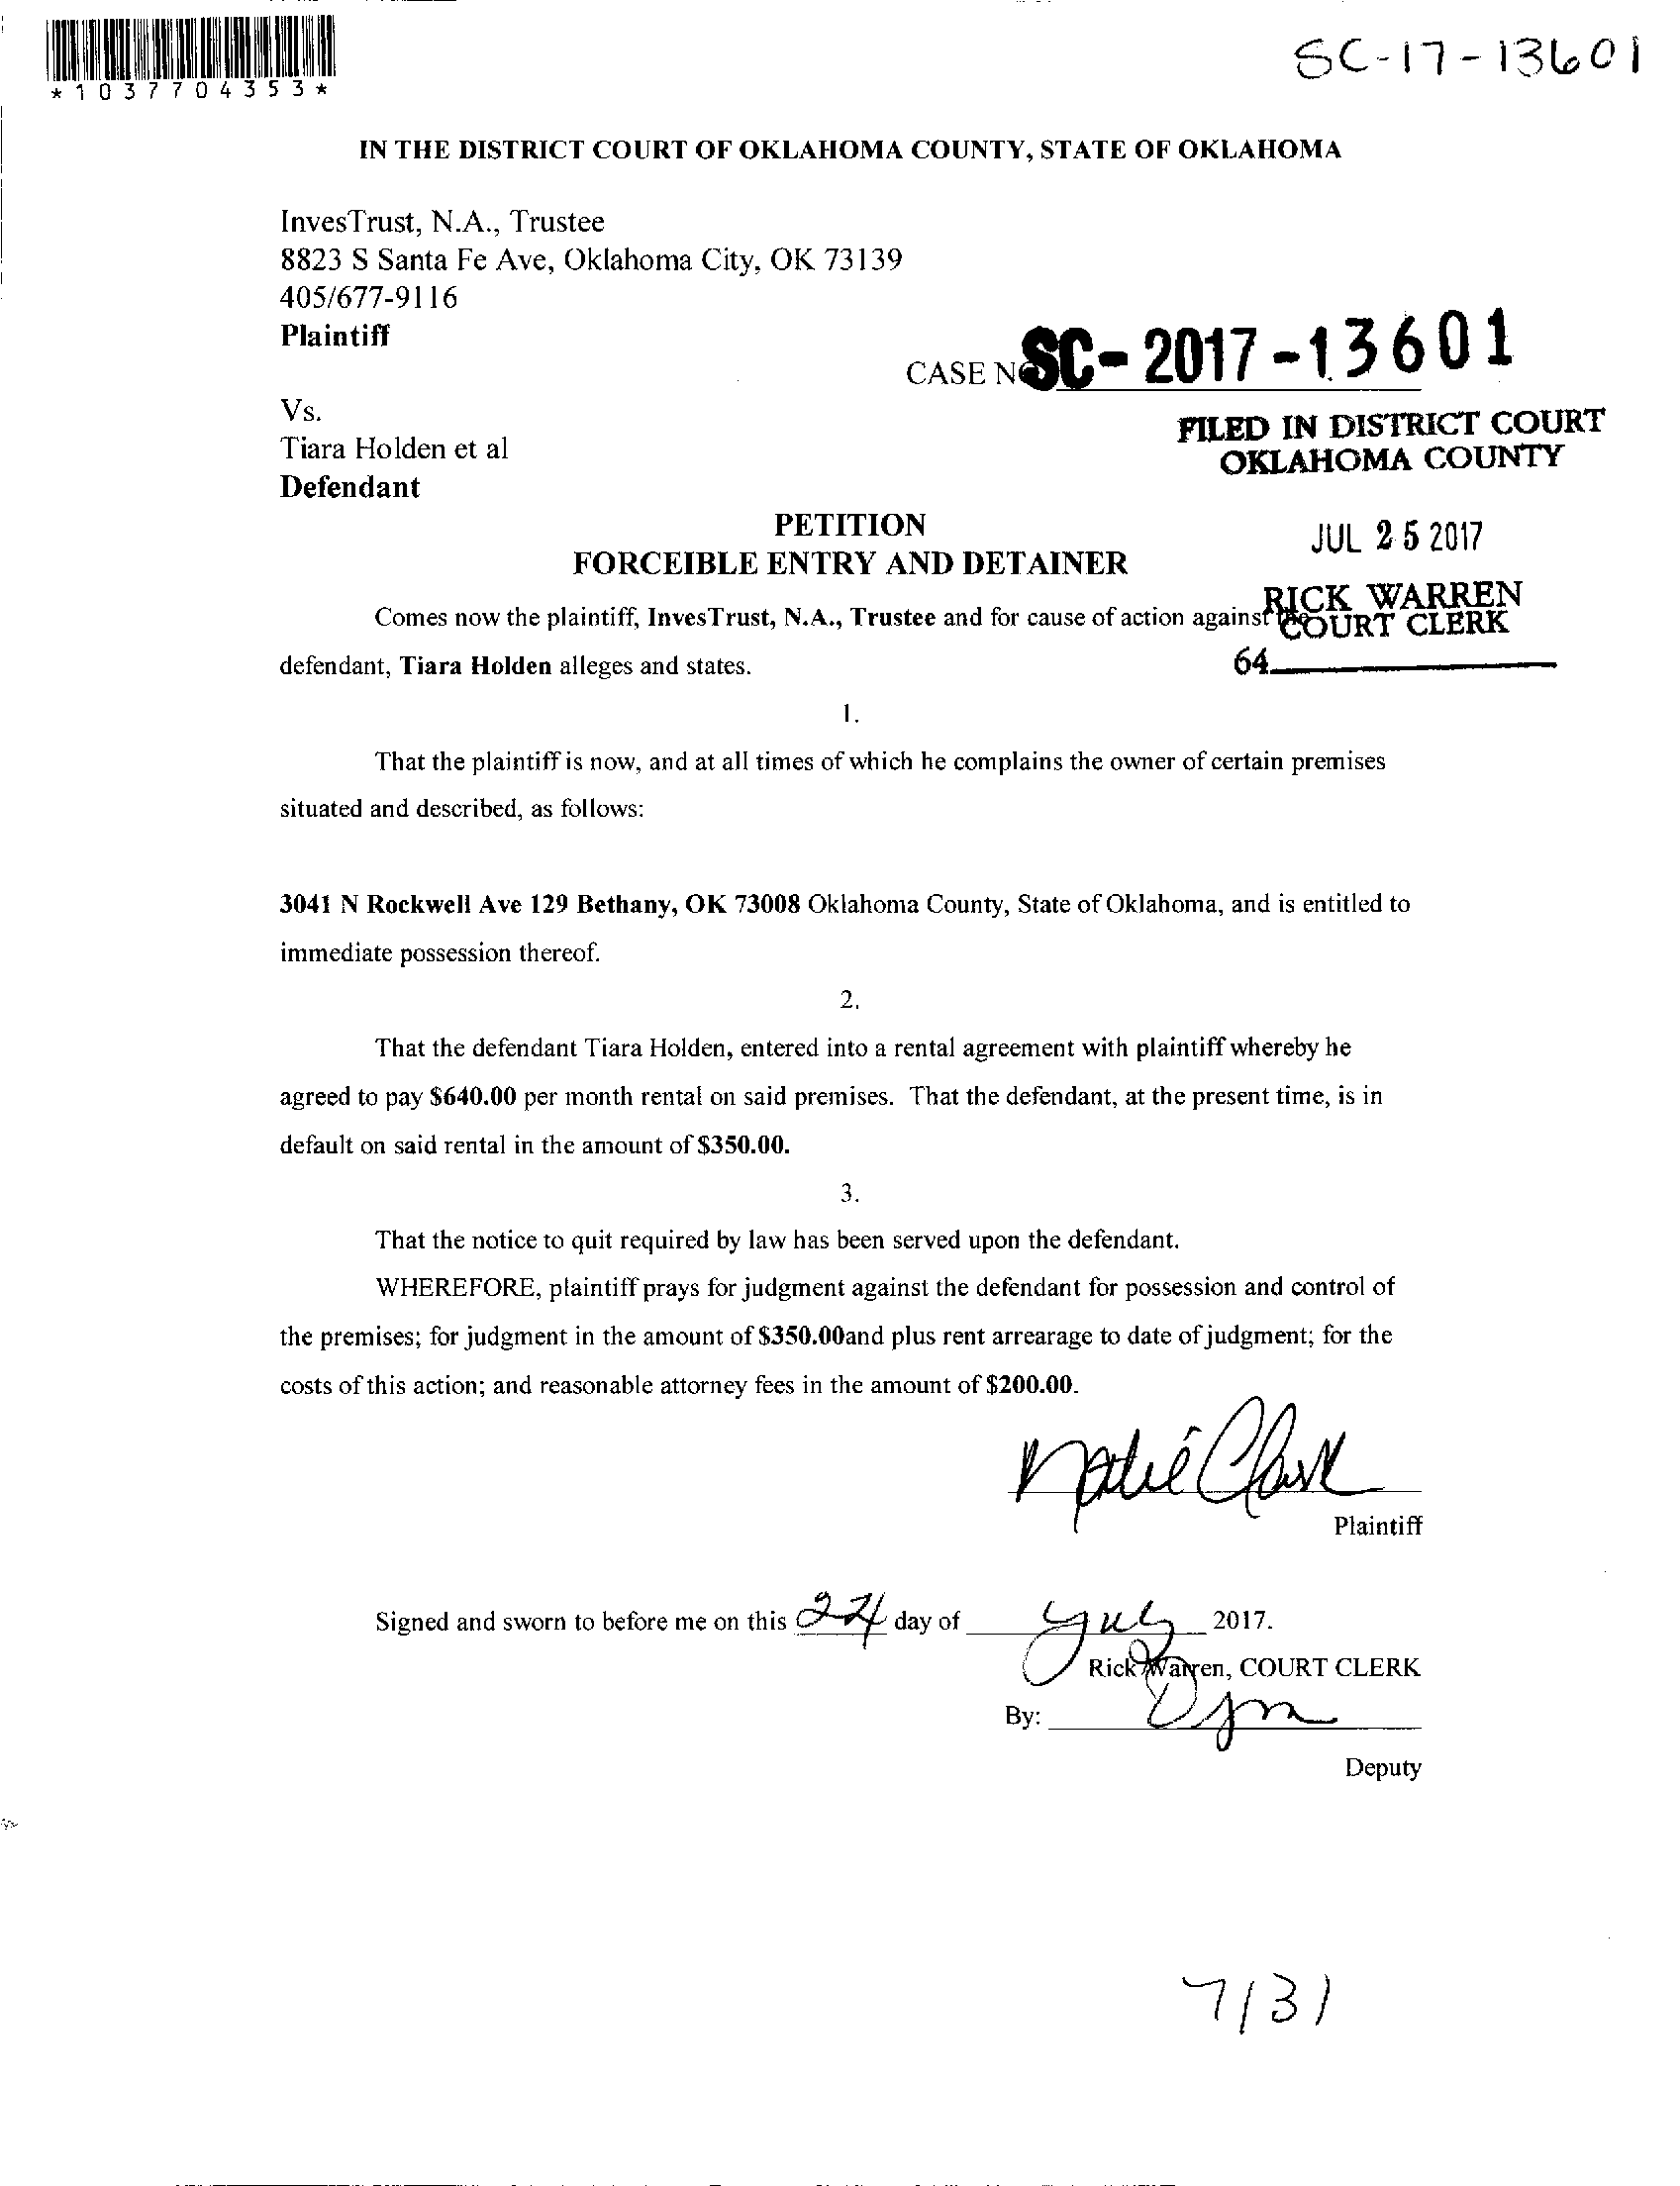 *1037704353*
SC-17-13601
IN THE DISTRICT COURT OF OKLAHOMA COUNTY, STATE OF OKLAHOMA
InvesTrust, N.A., Trustee
8823 S Santa Fe Ave, Oklahoma City, OK 73139
405/677-9116
Plaintiff
CASE NO SC-2017-13601
Vs.
Tiara Holden et al
Defendant
FILED IN DISTRICT COURT
OKLAHOMA COUNTY
JUL 25 2017
RICK WARREN
COURT CLERK
64
PETITION
FORCEIBLE ENTRY AND DETAINER
Comes now the plaintiff, InvesTrust, N.A., Trustee and for cause of action against the
defendant, Tiara Holden alleges and states.
1.
That the plaintiff is now, and at all times of which he complains the owner of certain premises
situated and described, as follows:
3041 N Rockwell Ave 129 Bethany, OK 73008 Oklahoma County, State of Oklahoma, and is entitled to
immediate possession thereof.
2.
That the defendant Tiara Holden, entered into a rental agreement with plaintiff whereby he
agreed to pay $640.00 per month rental on said premises. That the defendant, at the present time, is in
default on said rental in the amount of $350.00.
3.
That the notice to quit required by law has been served upon the defendant.
WHEREFORE, plaintiff prays for judgment against the defendant for possession and control of
the premises; for judgment in the amount of $350.00and plus rent arrearage to date of judgment; for the
costs of this action; and reasonable attorney fees in the amount of $200.00.
Plaintiff
Signed and sworn to before me on this 24 day of July 2017.
Rick Warren, COURT CLERK
By:
Deputy
7/31